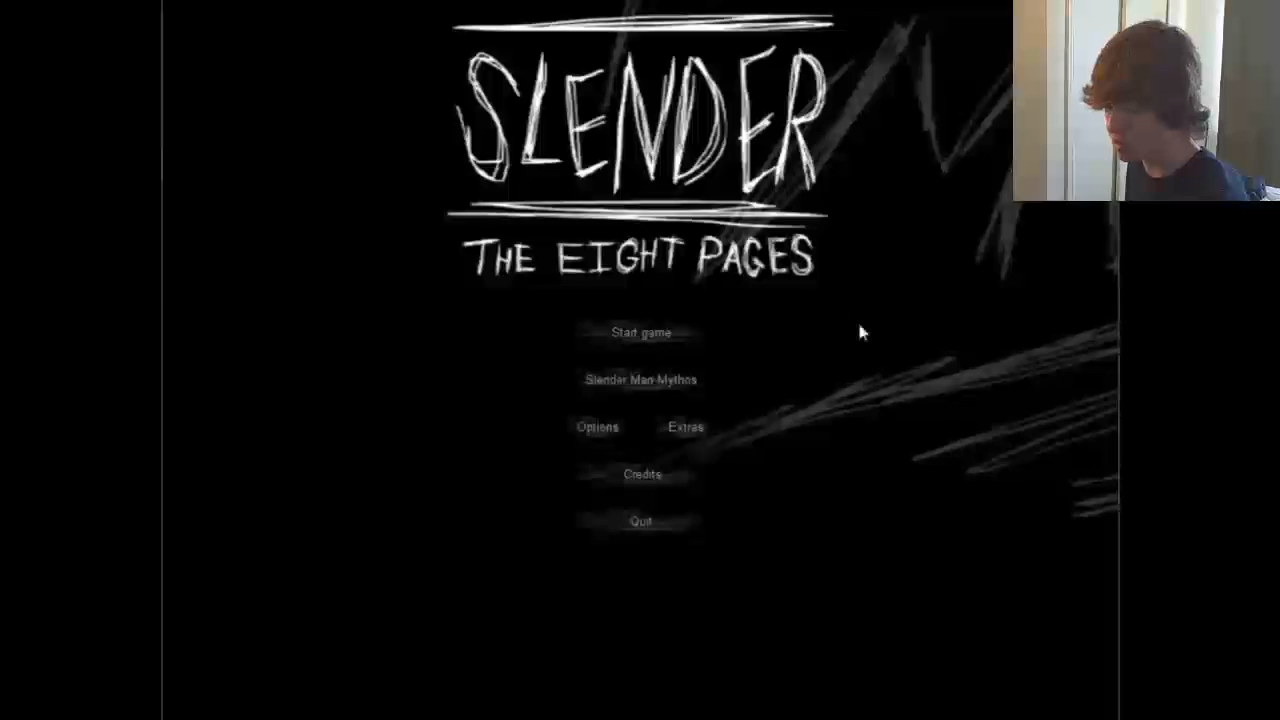 SLENDER
THE EIGHT PAGES
Start game
Slender Man Mythos
Options Extras
Credits
Quit